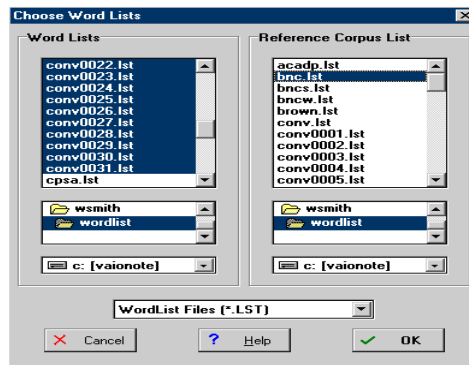 Choose Word Lists
Word Lists
conv0022.lst
conv0023.lst
conv0024.lst
conv0025.lst
conv0026.lst
conv0027.lst
conv0028.lst
conv0029.lst
conv0030.lst
conv0031.lst
cpsa.lst
wsmith
wordlist
c: [vaionote]
Reference Corpus List
acadp.lst
bnc.lst
bncs.lst
bncw.lst
brown.lst
conv.lst
conv0001.lst
conv0002.lst
conv0003.lst
conv0004.lst
conv0005.lst
wsmith
wordlist
c: [vaionote]
WordList Files (*.LST)
Cancel
? Help
OK